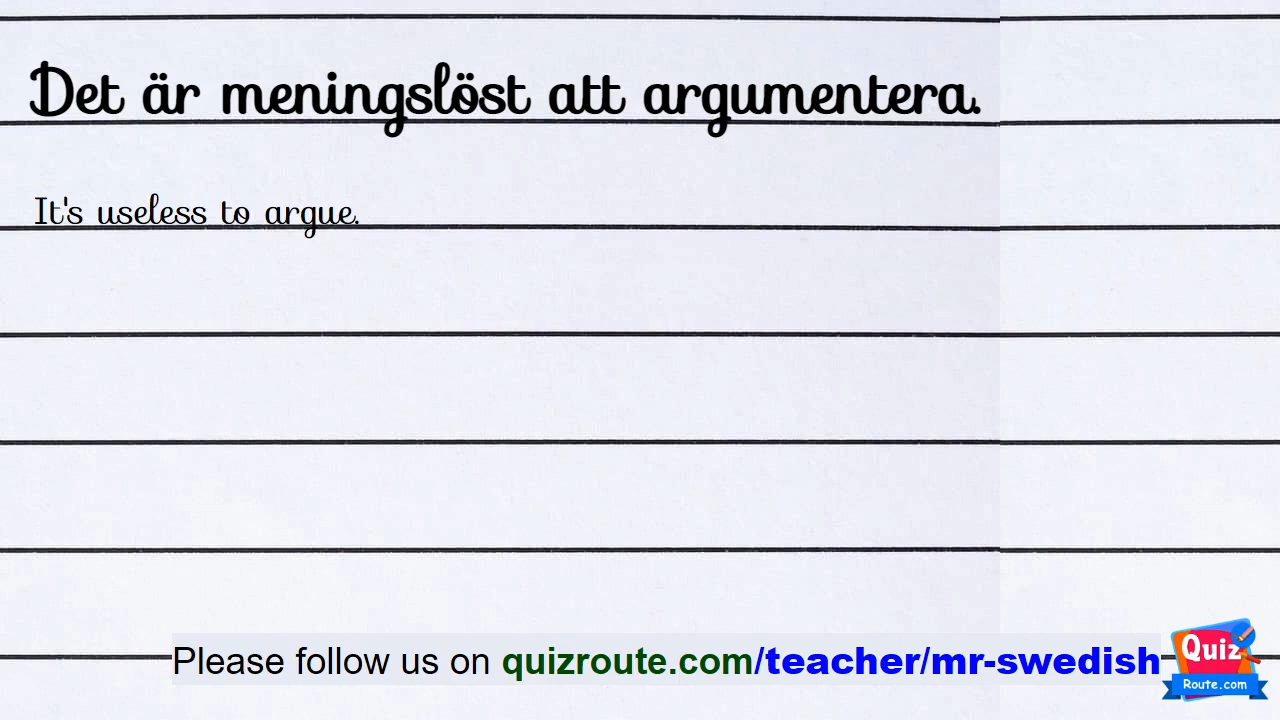 Det är meningslöst att argumentera.
It's useless to argue.
Please follow us on quizroute.com/teacher/mr-swedish
Quiz
Route.com